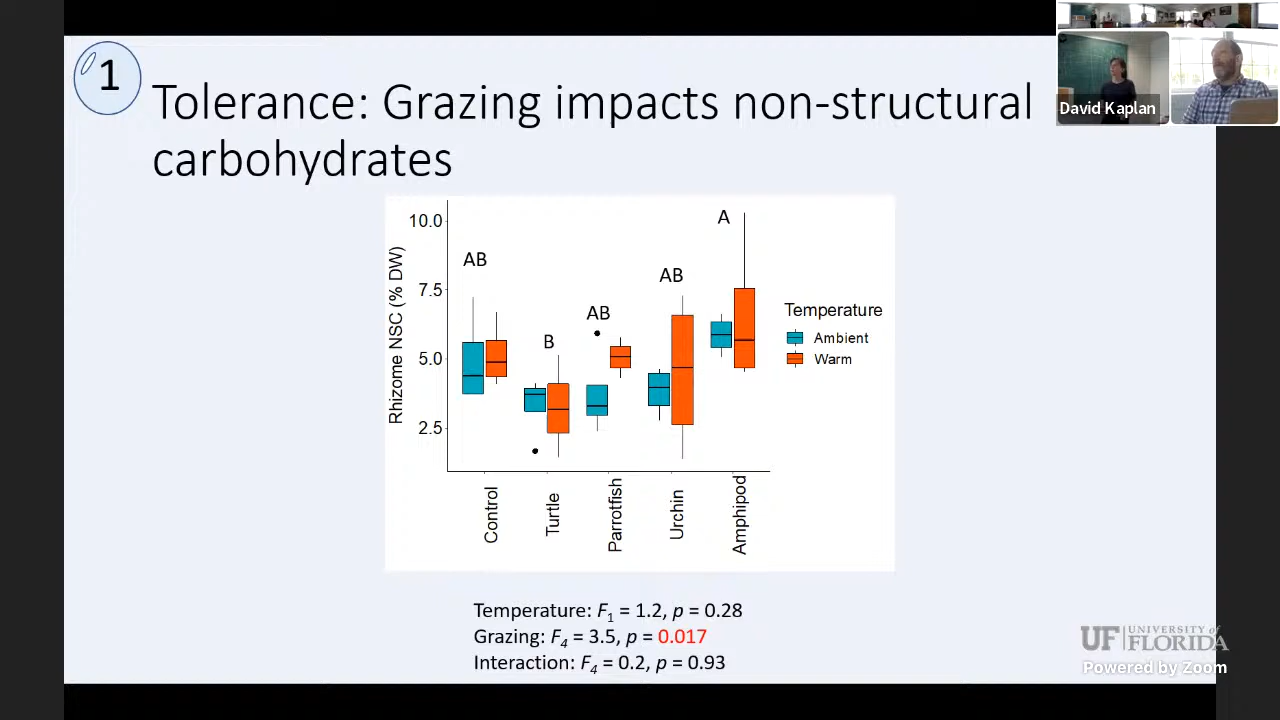 1
Tolerance: Grazing impacts non-structural
carbohydrates
David Kaplan
Rhizome NSC (% DW)
10.0
7.5
5.0
2.5
AB
B
AB
AB
A
Control
Turtle
Parrotfish
Urchin
Amphipod
Temperature
Ambient
Warm
Temperature: F1 = 1.2, p = 0.28
Grazing: F4 = 3.5, p = 0.017
Interaction: F4 = 0.2, p = 0.93
UF UNIVERSITY of
FLORIDA
Powered by Zoom